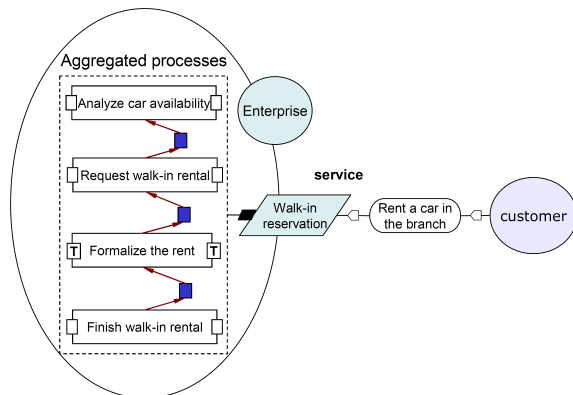 Aggregated processes
Analyze car availability
Enterprise
Request walk-in rental
service
Walk-in
reservation
Rent a car in
the branch
customer
T Formalize the rent T
Finish walk-in rental